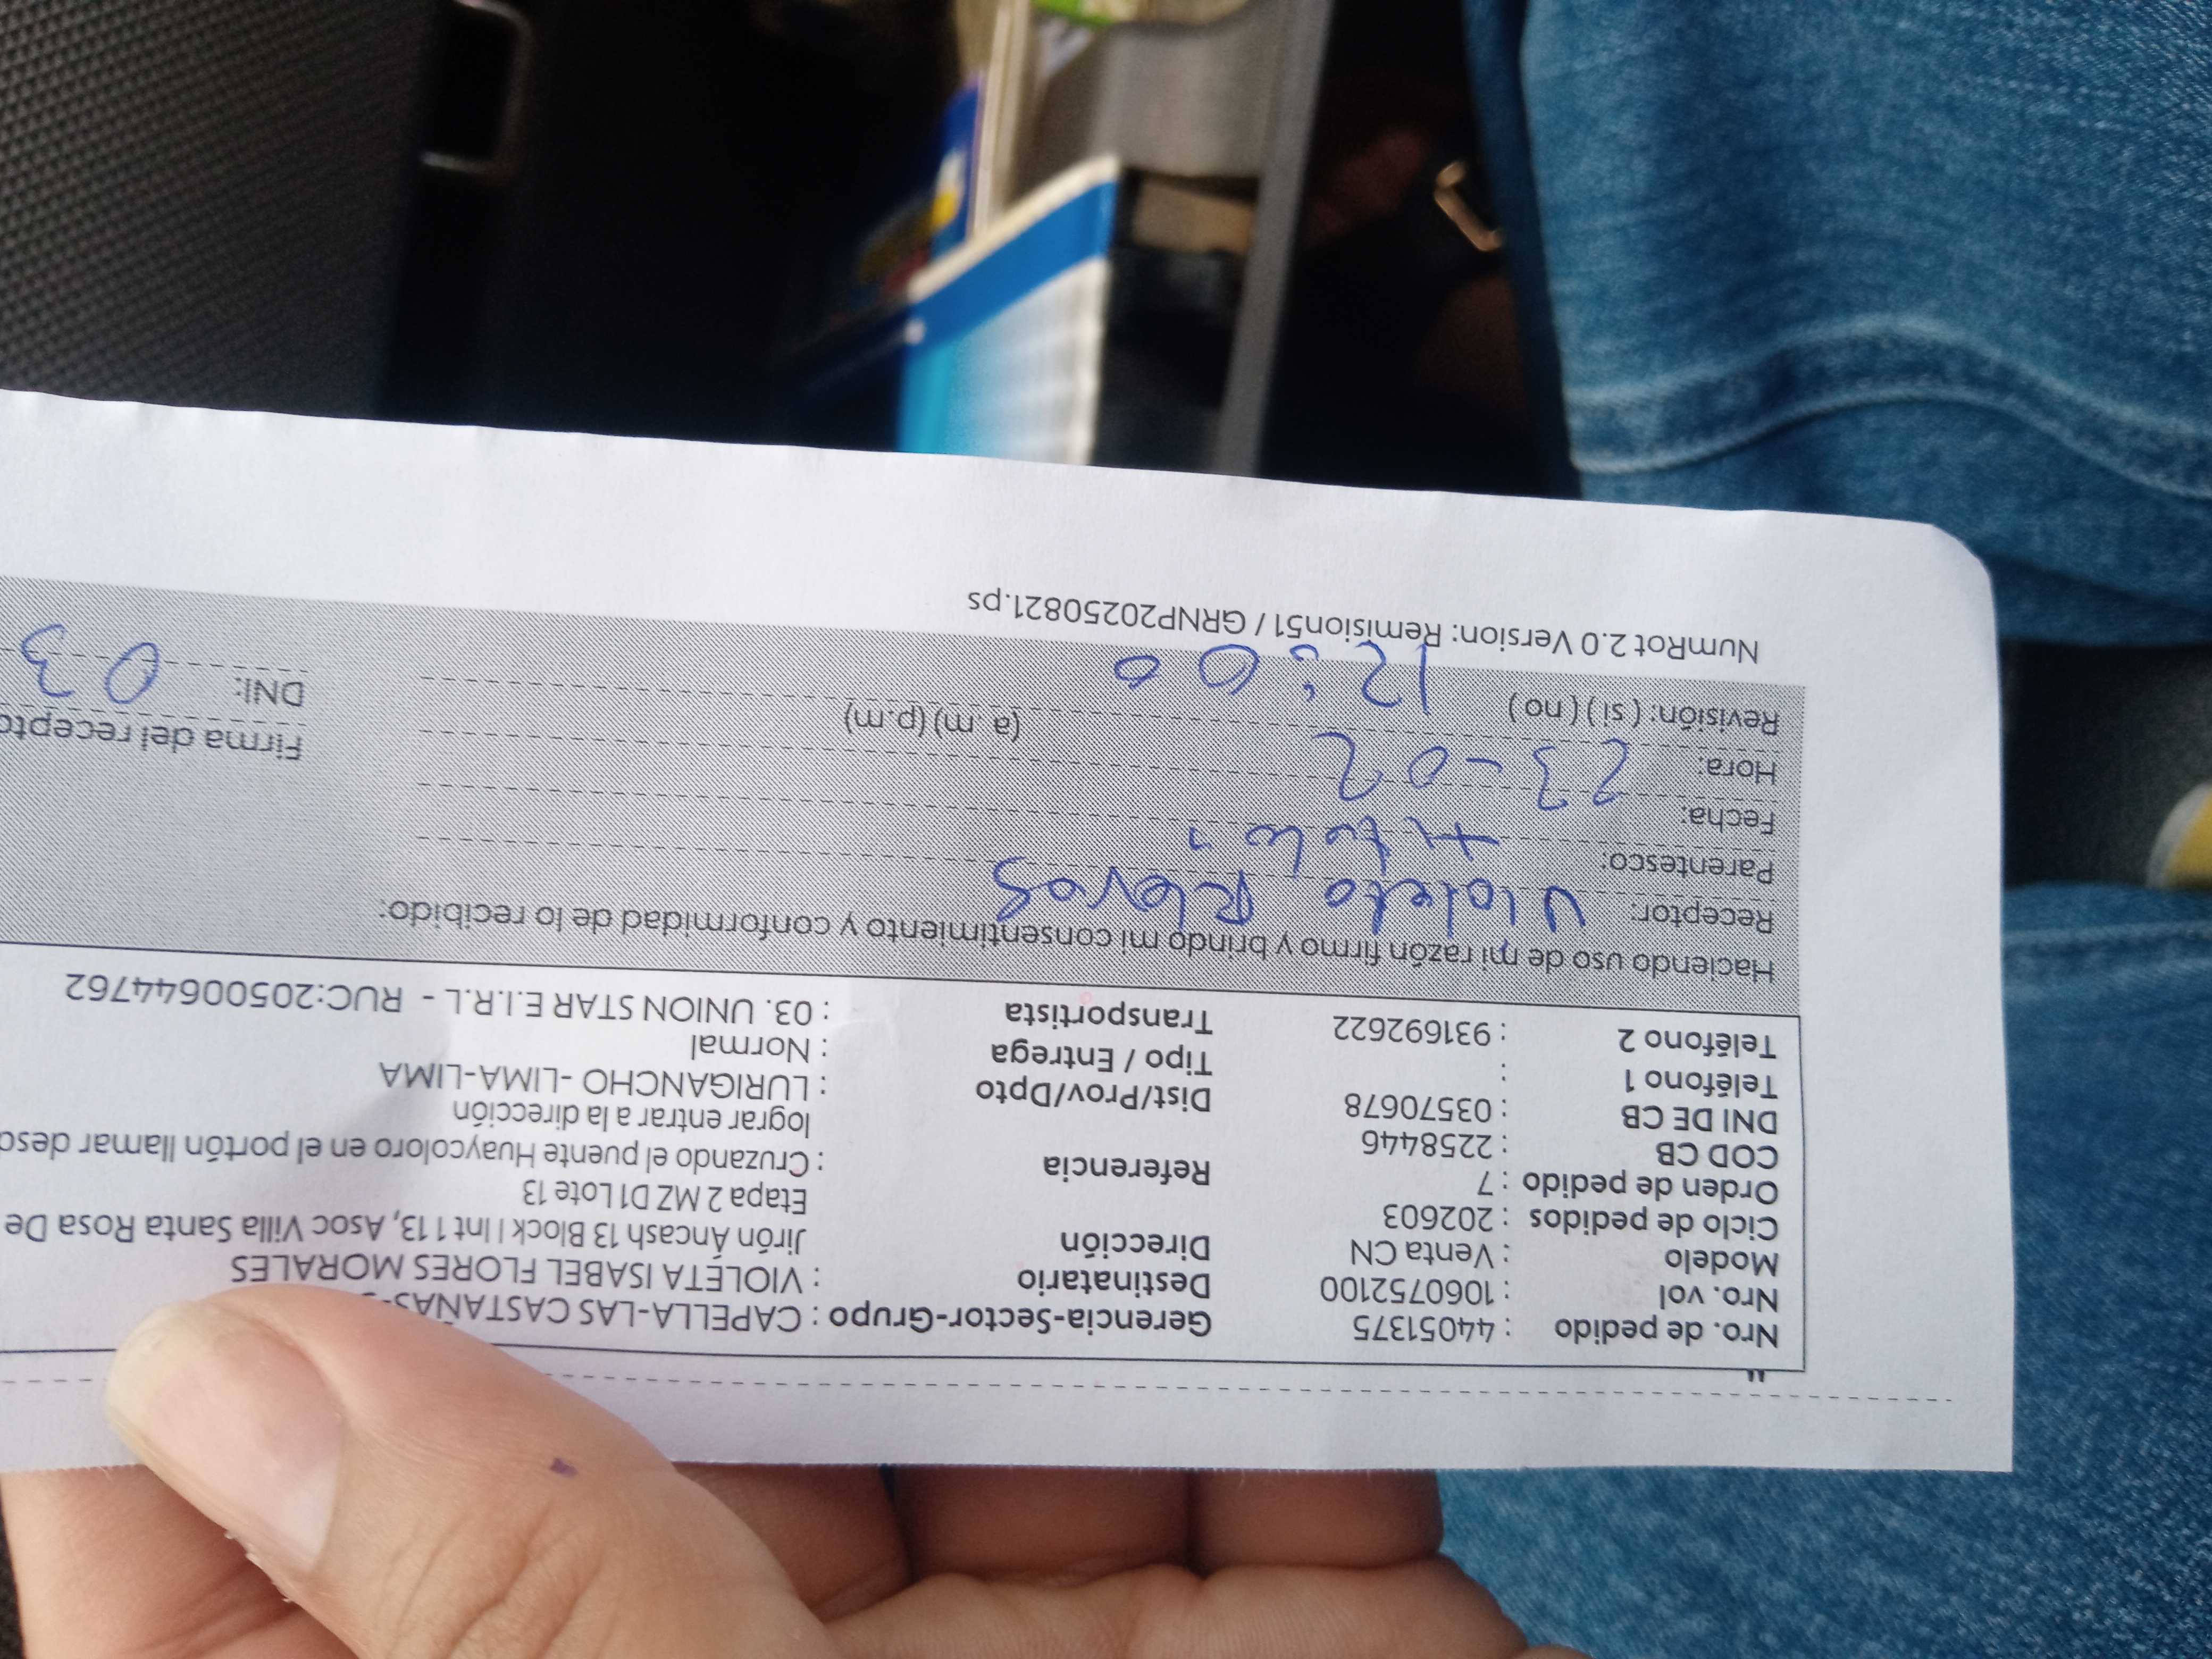 Nro. de pedido : 44051375 Gerencia-Sector-Grupo : CAPELLA-LAS CASTAÑAS-
Nro. vol : 1060752100 Destinatario : VIOLETA ISABEL FLORES MORALES
Modelo : Venta CN Dirección Jirón Áncash 13 Block I Int 113, Asoc Villa Santa Rosa De
Ciclo de pedidos : 202603 Etapa 2 MZ D1 Lote 13
Orden de pedido : 7 Referencia : Cruzando el puente Huaycoloro en el portón llamar desd
COD CB : 2258446 lograr entrar a la dirección
DNI DE CB : 03570678 Dist/Prov/Dpto : LURIGANCHO -LIMA-LIMA
Teléfono 1 : Tipo / Entrega : Normal
Teléfono 2 : 931692622 Transportista : 03. UNION STAR E.I.R.L - RUC:20500644762
Haciendo uso de mi razón firmo y brindo mi consentimiento y conformidad de lo recibido:
Receptor: Violeta
Parentesco: titular
Fecha: 23-02
Hora: (a. m) (p.m) Firma del recepto
Revisión: ( si ) ( no ) 12:00 DNI: 03
NumRot 2.0 Version: Remision51 / GRNP20250821.ps